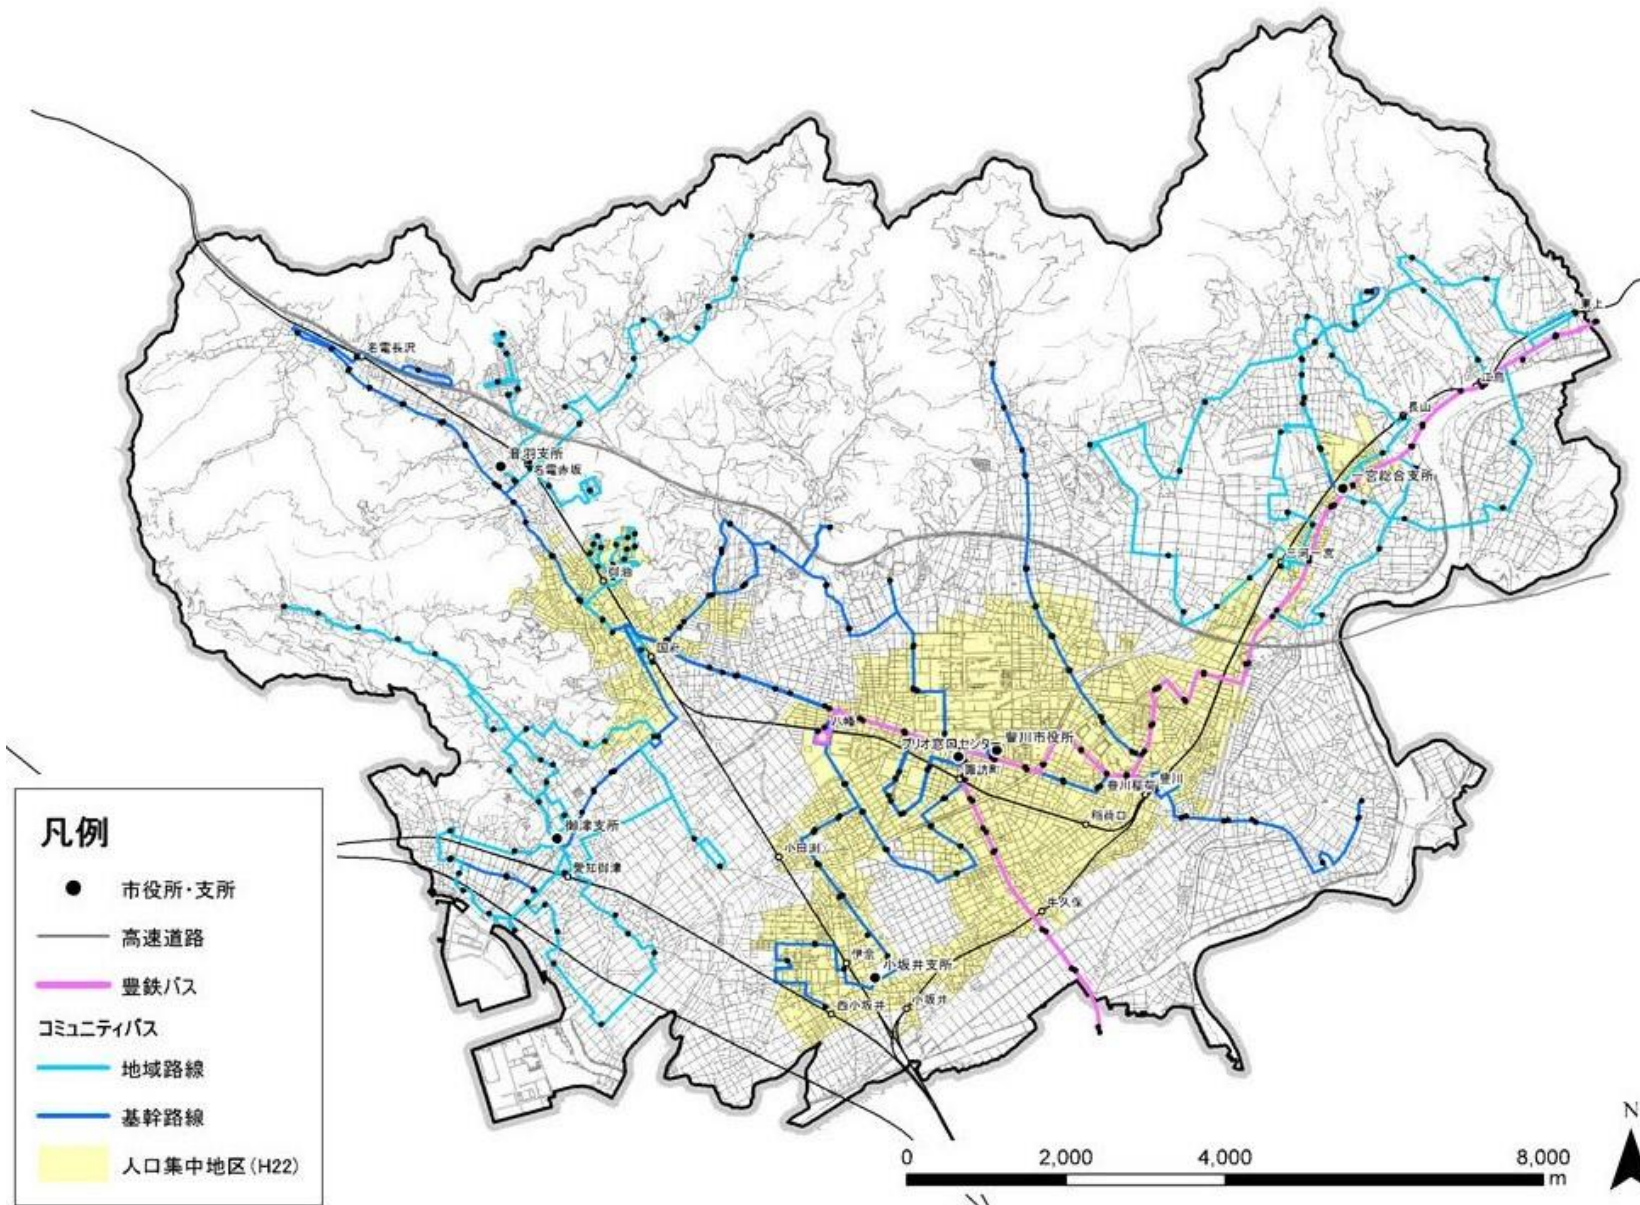 東上
名電長沢
江島
長山
音羽支所
名電赤坂
一宮総合支所
三河一宮
御油
国府
八幡
豊川市役所
プリオ窓口センター
諏訪町
豊川
豊川稲荷
稲荷口
御津支所
愛知御津
小田渕
牛久保
伊奈
小坂井支所
西小坂井
小坂井
凡例
市役所・支所
高速道路
豊鉄バス
コミュニティバス
地域路線
基幹路線
人口集中地区(H22)
N
0 2,000 4,000 8,000
m